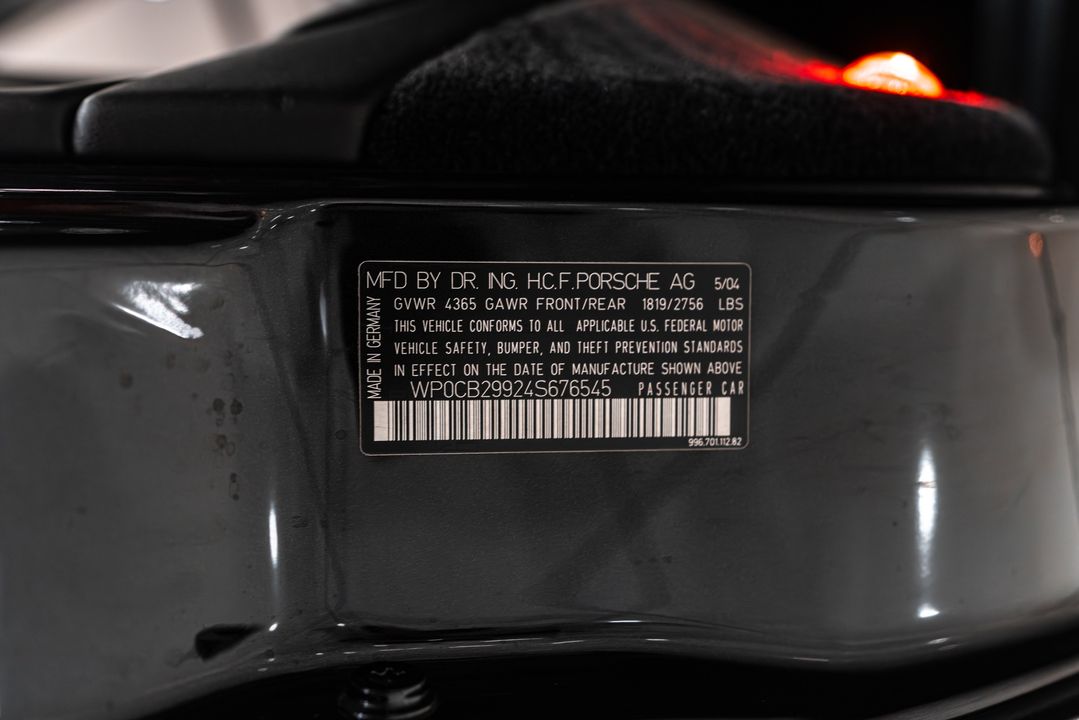 MFD BY DR. ING. H.C.F. PORSCHE AG 5/04
GVWR 4365 GAWR FRONT/REAR 1819/2756 LBS
THIS VEHICLE CONFORMS TO ALL APPLICABLE U.S. FEDERAL MOTOR
VEHICLE SAFETY, BUMPER, AND THEFT PREVENTION STANDARDS
IN EFFECT ON THE DATE OF MANUFACTURE SHOWN ABOVE
WP0CB29924S676545 PASSENGER CAR
996.701.112.82
MADE IN GERMANY